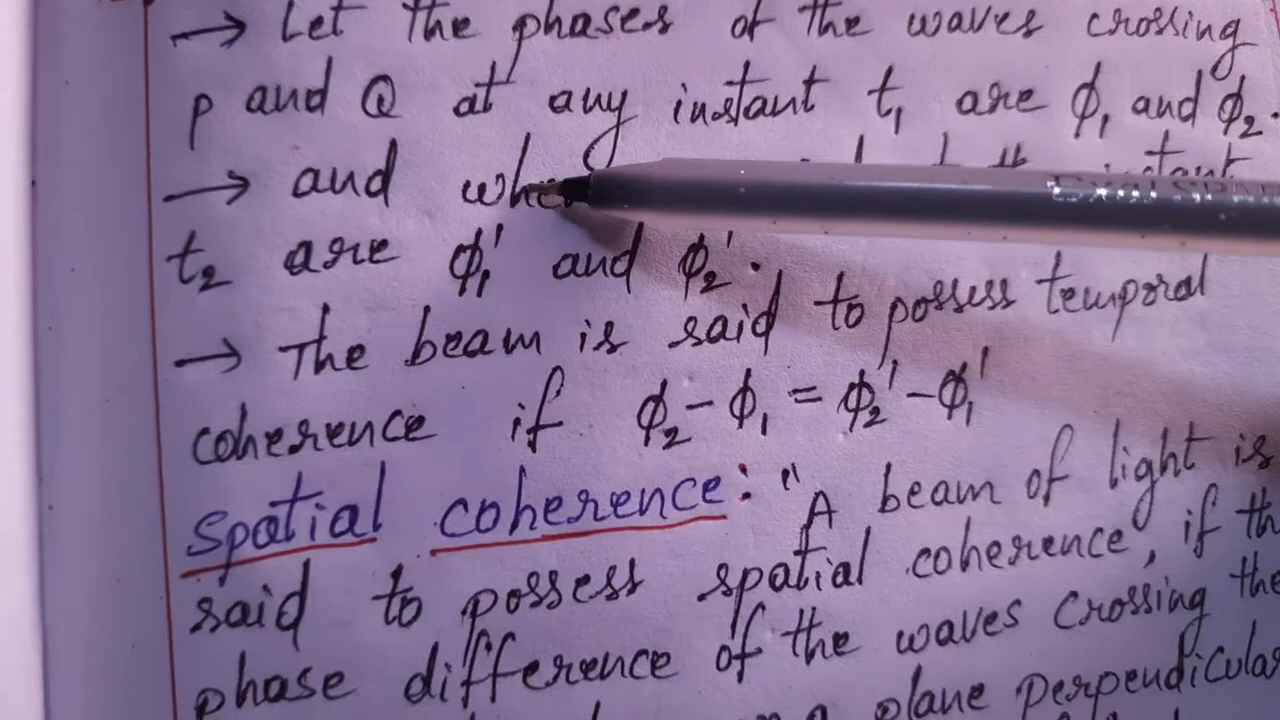 → Let the phases of the waves crossing
P and Q at any instant t₁ are ϕ₁ and ϕ₂.
→ and instant
t₂ are ϕ₁' and ϕ₂'.
→ The beam is said to possess temporal
coherence if ϕ₂-ϕ₁ = ϕ₂'-ϕ₁'
Spatial coherence: "A beam of light is
said to possess spatial coherence, if
phase difference of the waves crossing the
plane perpendicular